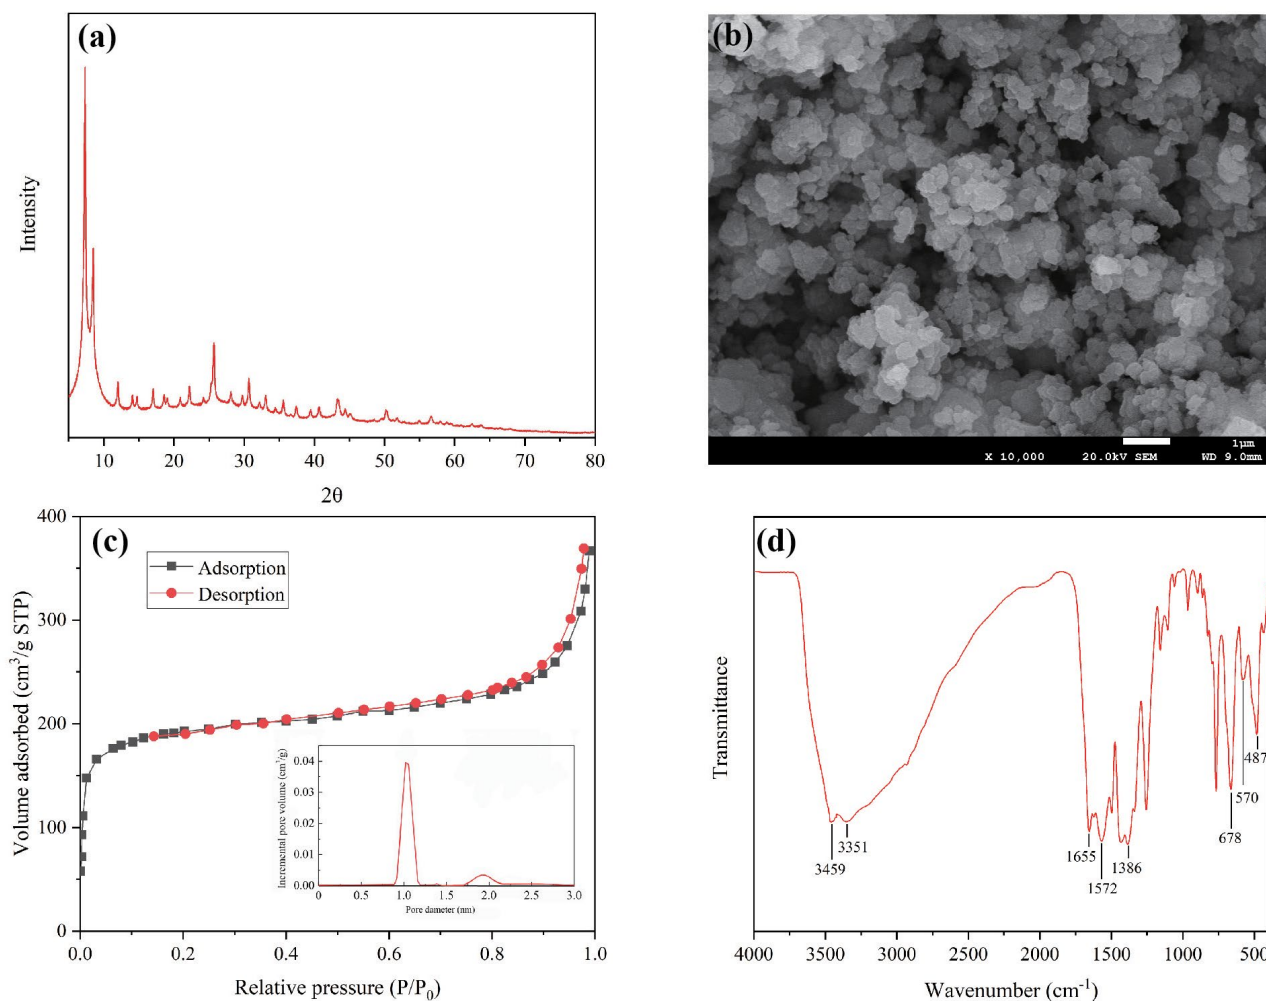 (a)
Intensity
10 20 30 40 50 60 70 80
2θ
(b)
1μm
X 10,000 20.0kV SEM WD 9.0mm
(c)
Adsorption
Desorption
400
300
200
100
0
Volume adsorbed (cm³/g STP)
0.0 0.2 0.4 0.6 0.8 1.0
Relative pressure (P/P₀)
0.04
0.03
0.02
0.01
0.00
Incremental pore volume (cm³/g)
0 0.5 1.0 1.5 2.0 2.5 3.0
Pore dameter (nm)
(d)
Transmittance
3459
3351
1655
1572
1386
678
570
487
4000 3500 3000 2500 2000 1500 1000 500
Wavenumber (cm⁻¹)